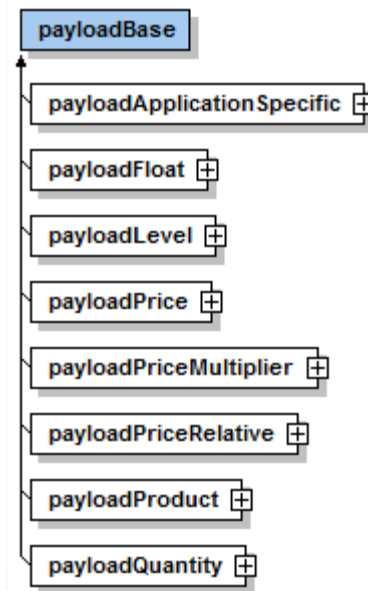 payloadBase
payloadApplicationSpecific
payloadFloat
payloadLevel
payloadPrice
payloadPriceMultiplier
payloadPriceRelative
payloadProduct
payloadQuantity